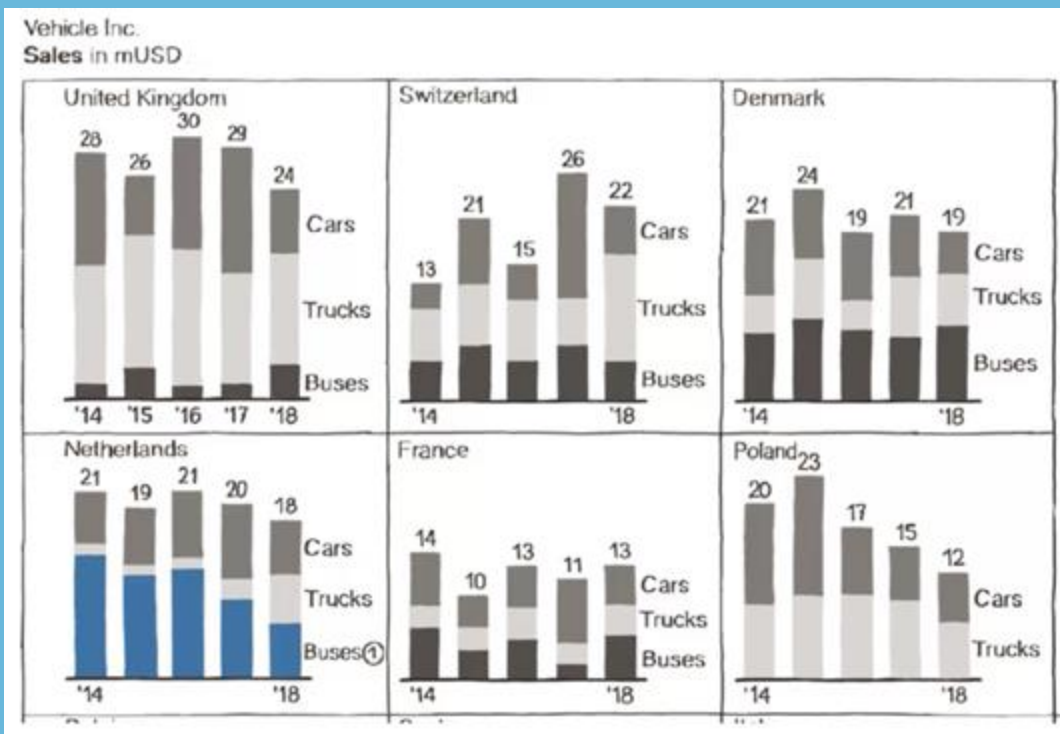 Vehicle Inc.
Sales in mUSD
United Kingdom
28
26
30
29
24
Cars
Trucks
Buses
'14 '15 '16 '17 '18
Switzerland
13
21
15
26
22
Cars
Trucks
Buses
'14 '18
Denmark
21
24
19
21
19
Cars
Trucks
Buses
'14 '18
Netherlands
21
19
21
20
18
Cars
Trucks
Buses①
'14 '18
France
14
10
13
11
13
Cars
Trucks
Buses
'14 '18
Poland
20
23
17
15
12
Cars
Trucks
'14 '18